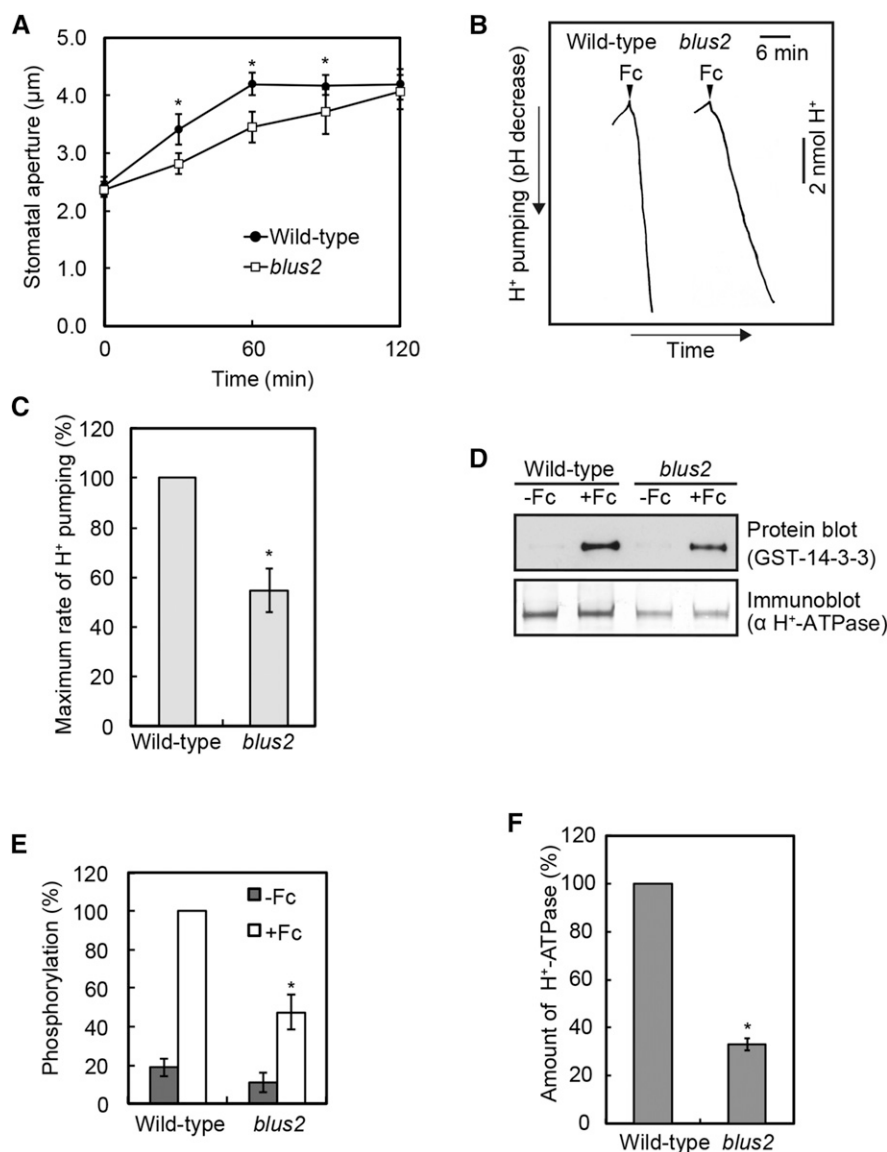 A
5.0
4.0
3.0
2.0
1.0
0.0
Stomatal aperture (μm)
*
*
*
Wild-type
blus2
0
60
120
Time (min)
B
Wild-type
blus2
6 min
Fc
Fc
2 nmol H⁺
H⁺ pumping (pH decrease)
Time
C
120
100
80
60
40
20
0
Maximum rate of H⁺ pumping (%)
*
Wild-type
blus2
D
Wild-type
blus2
-Fc +Fc -Fc +Fc
Protein blot
(GST-14-3-3)
Immunoblot
(α H⁺-ATPase)
E
120
100
80
60
40
20
0
Phosphorylation (%)
-Fc
+Fc
*
Wild-type
blus2
F
120
100
80
60
40
20
0
Amount of H⁺-ATPase (%)
*
Wild-type
blus2